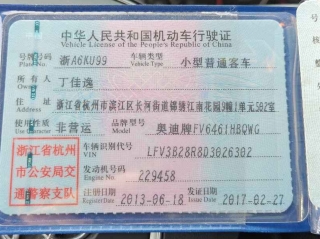 中华人民共和国机动车行驶证
Vehicle License of the People's Republic of China
号牌号码 浙A6KU99 车辆类型 小型普通客车
Plate No. Vehicle Type
所有人 丁佳逸
Owner
住址 浙江省杭州市滨江区长河街道锦绣江南花园9幢1单元502室
使用性质 非营运 品牌型号 奥迪牌FV6461HBQWG
浙江省杭州
市公安局交
通警察支队
车辆识别代号 LFV3B28R8D3026302
VIN
发动机号码 229458
Engine No.
注册日期 2013-06-18 发证日期 2017-02-27
Register Date Issue Date